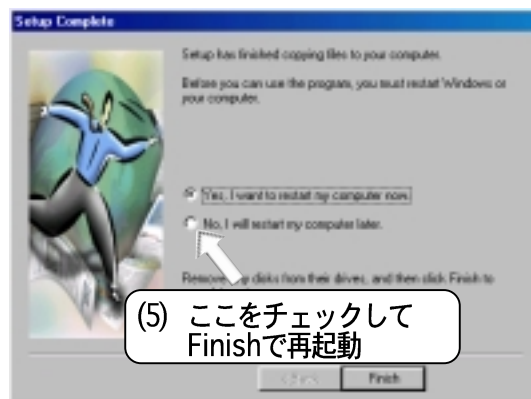 Setup Complete
Setup has finished copying files to your computer.
Before you can use the program, you must restart Windows or
your computer.
Yes, I want to restart my computer now.
No, I will restart my computer later.
disks from their drives, and then click Finish to
(5) ここをチェックして
Finishで再起動
< Back
Finish